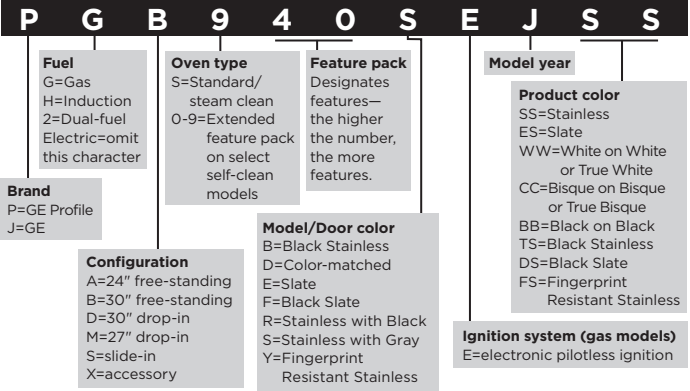 P G B 9 4 0 S E J S S
Fuel
G=Gas
H=Induction
2=Dual-fuel
Electric=omit
this character
Oven type
S=Standard/
steam clean
0-9=Extended
feature pack
on select
self-clean
models
Feature pack
Designates
features—
the higher
the number,
the more
features.
Model year
Product color
SS=Stainless
ES=Slate
WW=White on White
or True White
CC=Bisque on Bisque
or True Bisque
BB=Black on Black
TS=Black Stainless
DS=Black Slate
FS=Fingerprint
Resistant Stainless
Brand
P=GE Profile
J=GE
Configuration
A=24" free-standing
B=30" free-standing
D=30" drop-in
M=27" drop-in
S=slide-in
X=accessory
Model/Door color
B=Black Stainless
D=Color-matched
E=Slate
F=Black Slate
R=Stainless with Black
S=Stainless with Gray
Y=Fingerprint
Resistant Stainless
Ignition system (gas models)
E=electronic pilotless ignition